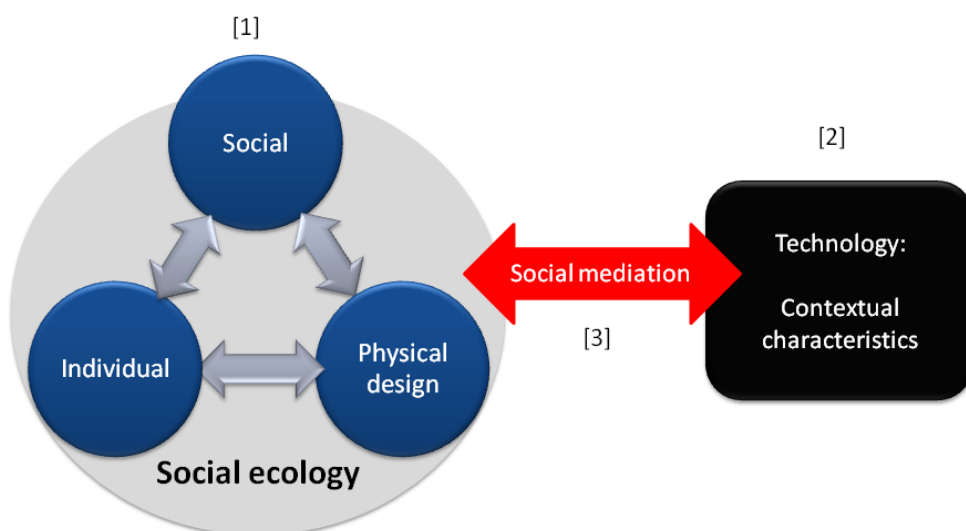 [1]
Social
[2]
Technology:
Social mediation
Contextual
characteristics
[3]
Individual
Physical
design
Social ecology